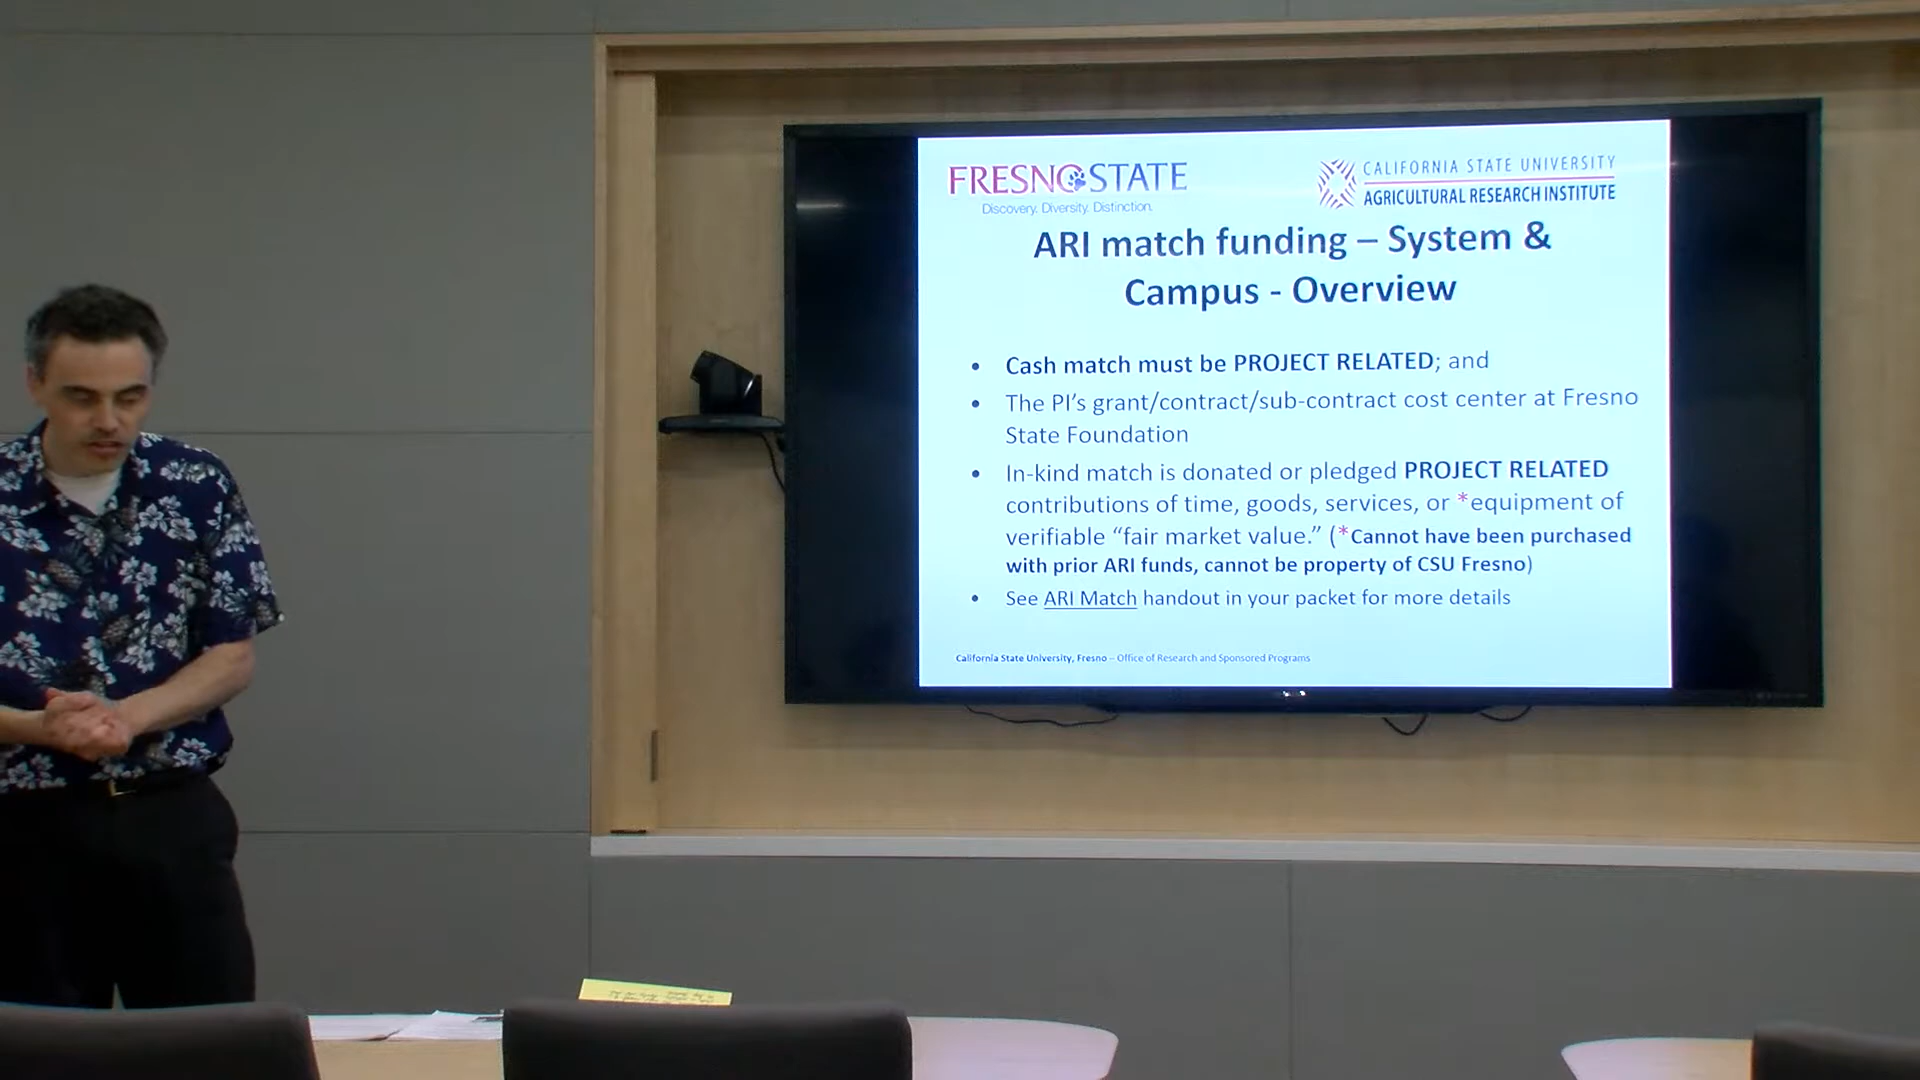 FRESNO STATE
Discovery. Diversity. Distinction.
CALIFORNIA STATE UNIVERSITY
AGRICULTURAL RESEARCH INSTITUTE
ARI match funding – System &
Campus - Overview
• Cash match must be PROJECT RELATED; and
• The PI's grant/contract/sub-contract cost center at Fresno
State Foundation
• In-kind match is donated or pledged PROJECT RELATED
contributions of time, goods, services, or *equipment of
verifiable “fair market value.” (*Cannot have been purchased
with prior ARI funds, cannot be property of CSU Fresno)
• See ARI Match handout in your packet for more details
California State University, Fresno – Office of Research and Sponsored Programs